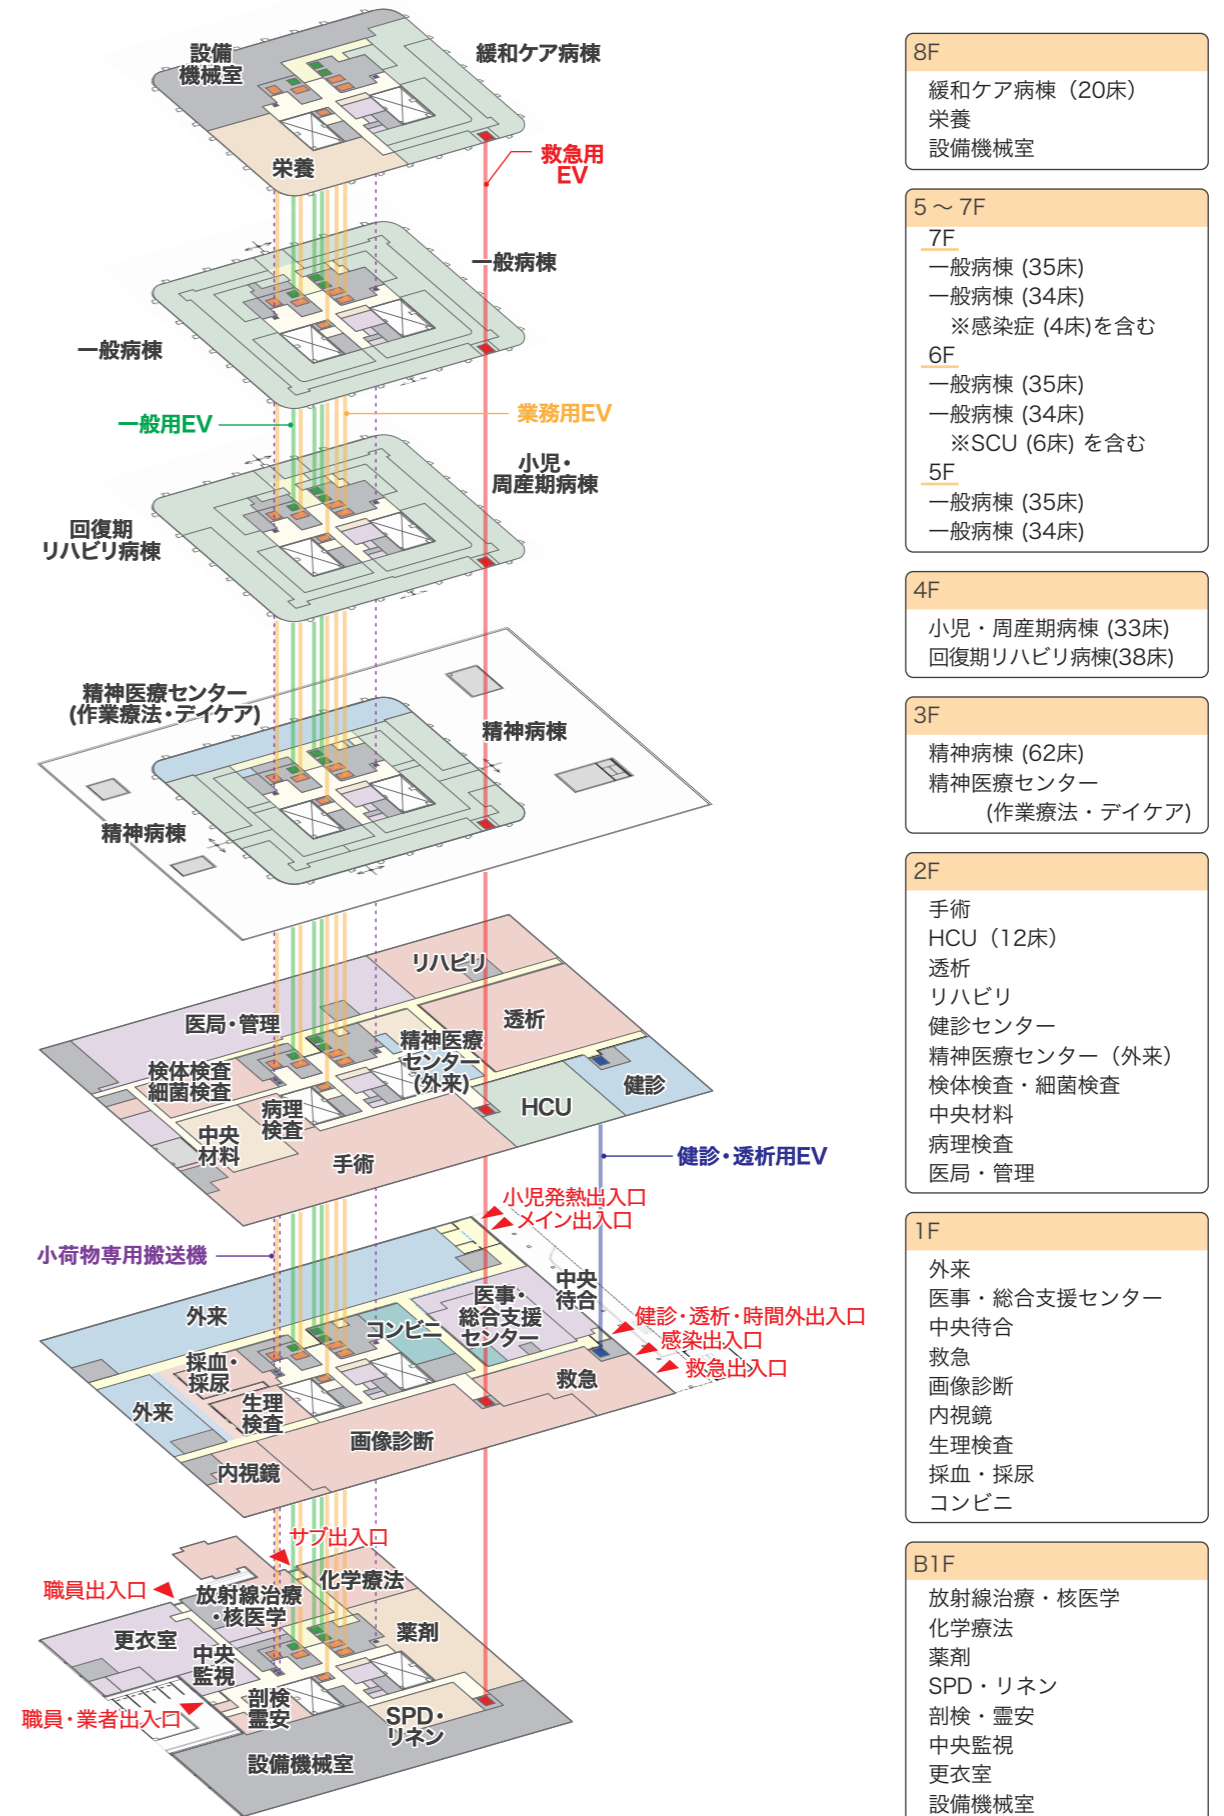 設備
機械室
緩和ケア病棟
栄養
救急用
EV
一般病棟
一般病棟
一般用EV
業務用EV
小児・
周産期病棟
回復期
リハビリ病棟
精神医療センター
(作業療法・デイケア)
精神病棟
精神病棟
リハビリ
医局・管理
透析
精神医療
センター
(外来)
検体検査
細菌検査
健診
病理
検査
HCU
中央
材料
手術
健診・透析用EV
小児発熱出入口
メイン出入口
小荷物専用搬送機
中央
待合
外来
医事・
総合支援
センター
コンビニ
健診・透析・時間外出入口
感染出入口
救急出入口
採血・
採尿
救急
外来
生理
検査
画像診断
内視鏡
サブ出入口
職員出入口
化学療法
放射線治療
・核医学
更衣室
薬剤
中央
監視
剖検
霊安
職員・業者出入口
SPD・
リネン
設備機械室
8F
緩和ケア病棟（20床）
栄養
設備機械室
5～7F
7F
一般病棟 (35床)
一般病棟 (34床)
※感染症 (4床)を含む
6F
一般病棟 (35床)
一般病棟 (34床)
※SCU (6床) を含む
5F
一般病棟 (35床)
一般病棟 (34床)
4F
小児・周産期病棟 (33床)
回復期リハビリ病棟(38床)
3F
精神病棟 (62床)
精神医療センター
(作業療法・デイケア)
2F
手術
HCU（12床）
透析
リハビリ
健診センター
精神医療センター（外来）
検体検査・細菌検査
中央材料
病理検査
医局・管理
1F
外来
医事・総合支援センター
中央待合
救急
画像診断
内視鏡
生理検査
採血・採尿
コンビニ
B1F
放射線治療・核医学
化学療法
薬剤
SPD・リネン
剖検・霊安
中央監視
更衣室
設備機械室